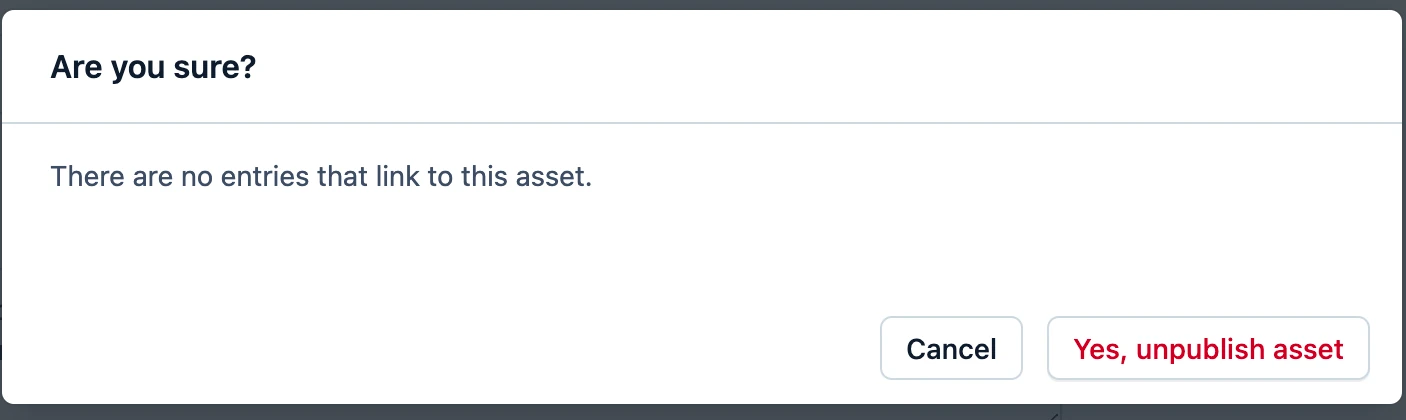 Are you sure?
There are no entries that link to this asset.
Cancel
Yes, unpublish asset